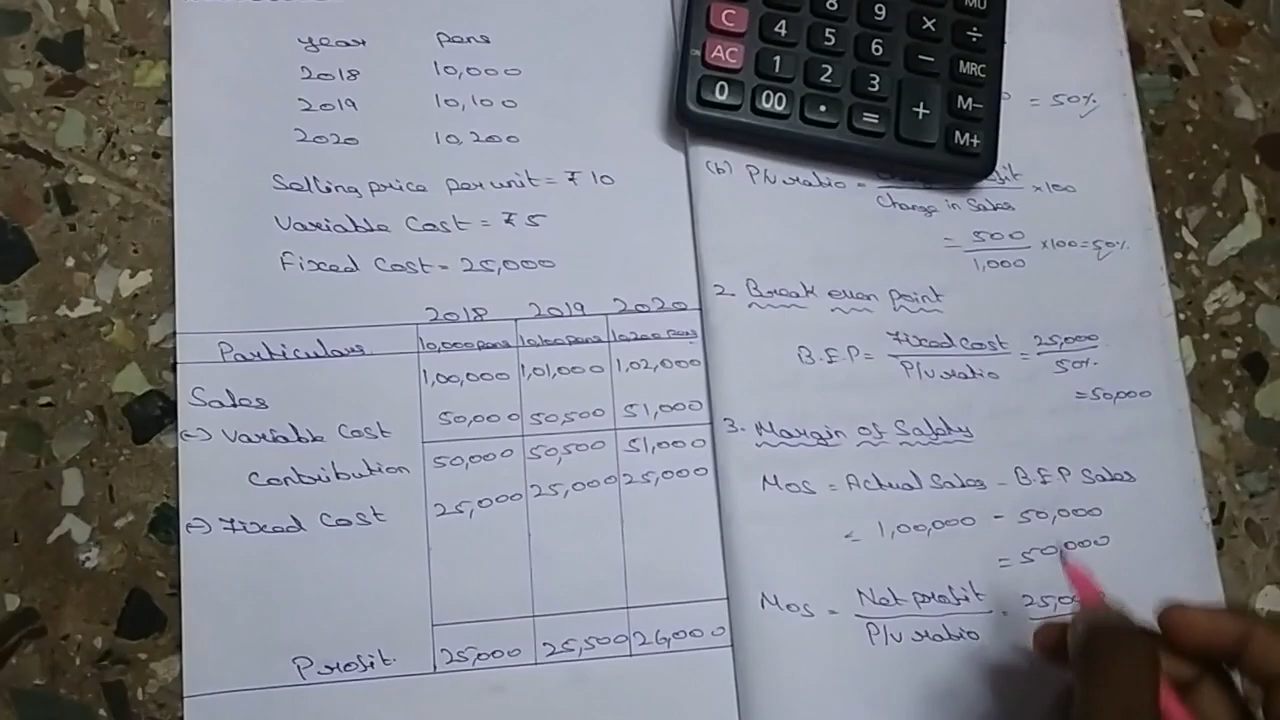 year pens
2018 10,000
2019 10,100
2020 10,200
Selling price per unit = ₹ 10
Variable Cost = ₹ 5
Fixed Cost = 25,000
2018 2019 2020
Particulars 10,000 pens 10,100 pens 10,200 pens
Sales 1,00,000 1,01,000 1,02,000
(-) Variable Cost 50,000 50,500 51,000
Contribution 50,000 50,500 51,000
(-) Fixed Cost 25,000 25,000 25,000
Profit. 25,000 25,500 26,000
= 50%
(b) P/V ratio = / Change in Sales × 100
= 500 / 1,000 × 100 = 50%
2. Break even point
B.E.P = Fixed Cost / P/V ratio = 25,000 / 50%
= 50,000
3. Margin of Safety
MOS = Actual Sales - B.E.P Sales
= 1,00,000 - 50,000
= 50,000
MOS = Net profit / P/V ratio =
C 4 5 6 × ÷
8 9 MU
AC 1 2 3 - MRC
0 00 . = + M-
M+